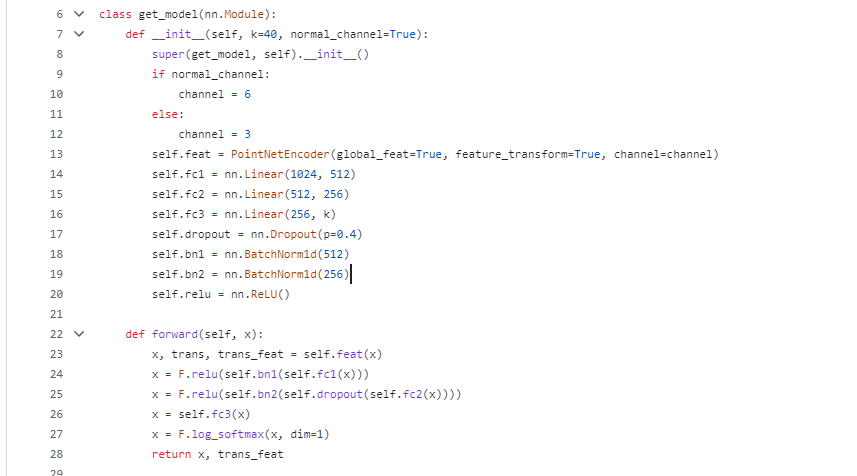 6 class get_model(nn.Module):
7 def __init__(self, k=40, normal_channel=True):
8 super(get_model, self).__init__()
9 if normal_channel:
10 channel = 6
11 else:
12 channel = 3
13 self.feat = PointNetEncoder(global_feat=True, feature_transform=True, channel=channel)
14 self.fc1 = nn.Linear(1024, 512)
15 self.fc2 = nn.Linear(512, 256)
16 self.fc3 = nn.Linear(256, k)
17 self.dropout = nn.Dropout(p=0.4)
18 self.bn1 = nn.BatchNorm1d(512)
19 self.bn2 = nn.BatchNorm1d(256)
20 self.relu = nn.ReLU()
21
22 def forward(self, x):
23 x, trans, trans_feat = self.feat(x)
24 x = F.relu(self.bn1(self.fc1(x)))
25 x = F.relu(self.bn2(self.dropout(self.fc2(x))))
26 x = self.fc3(x)
27 x = F.log_softmax(x, dim=1)
28 return x, trans_feat
29